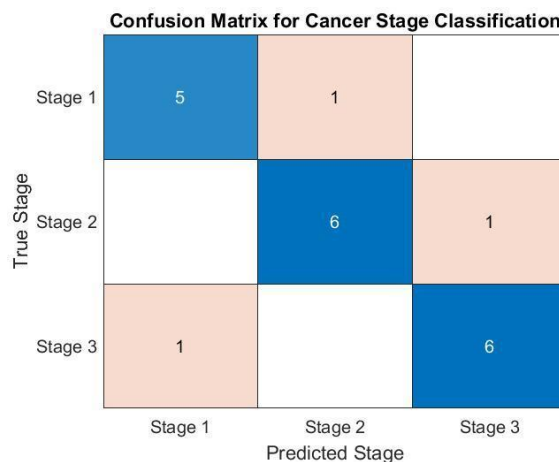 Confusion Matrix for Cancer Stage Classification
Stage 1
5
1
Stage 2
6
1
Stage 3
1
6
True Stage
Stage 1
Stage 2
Stage 3
Predicted Stage